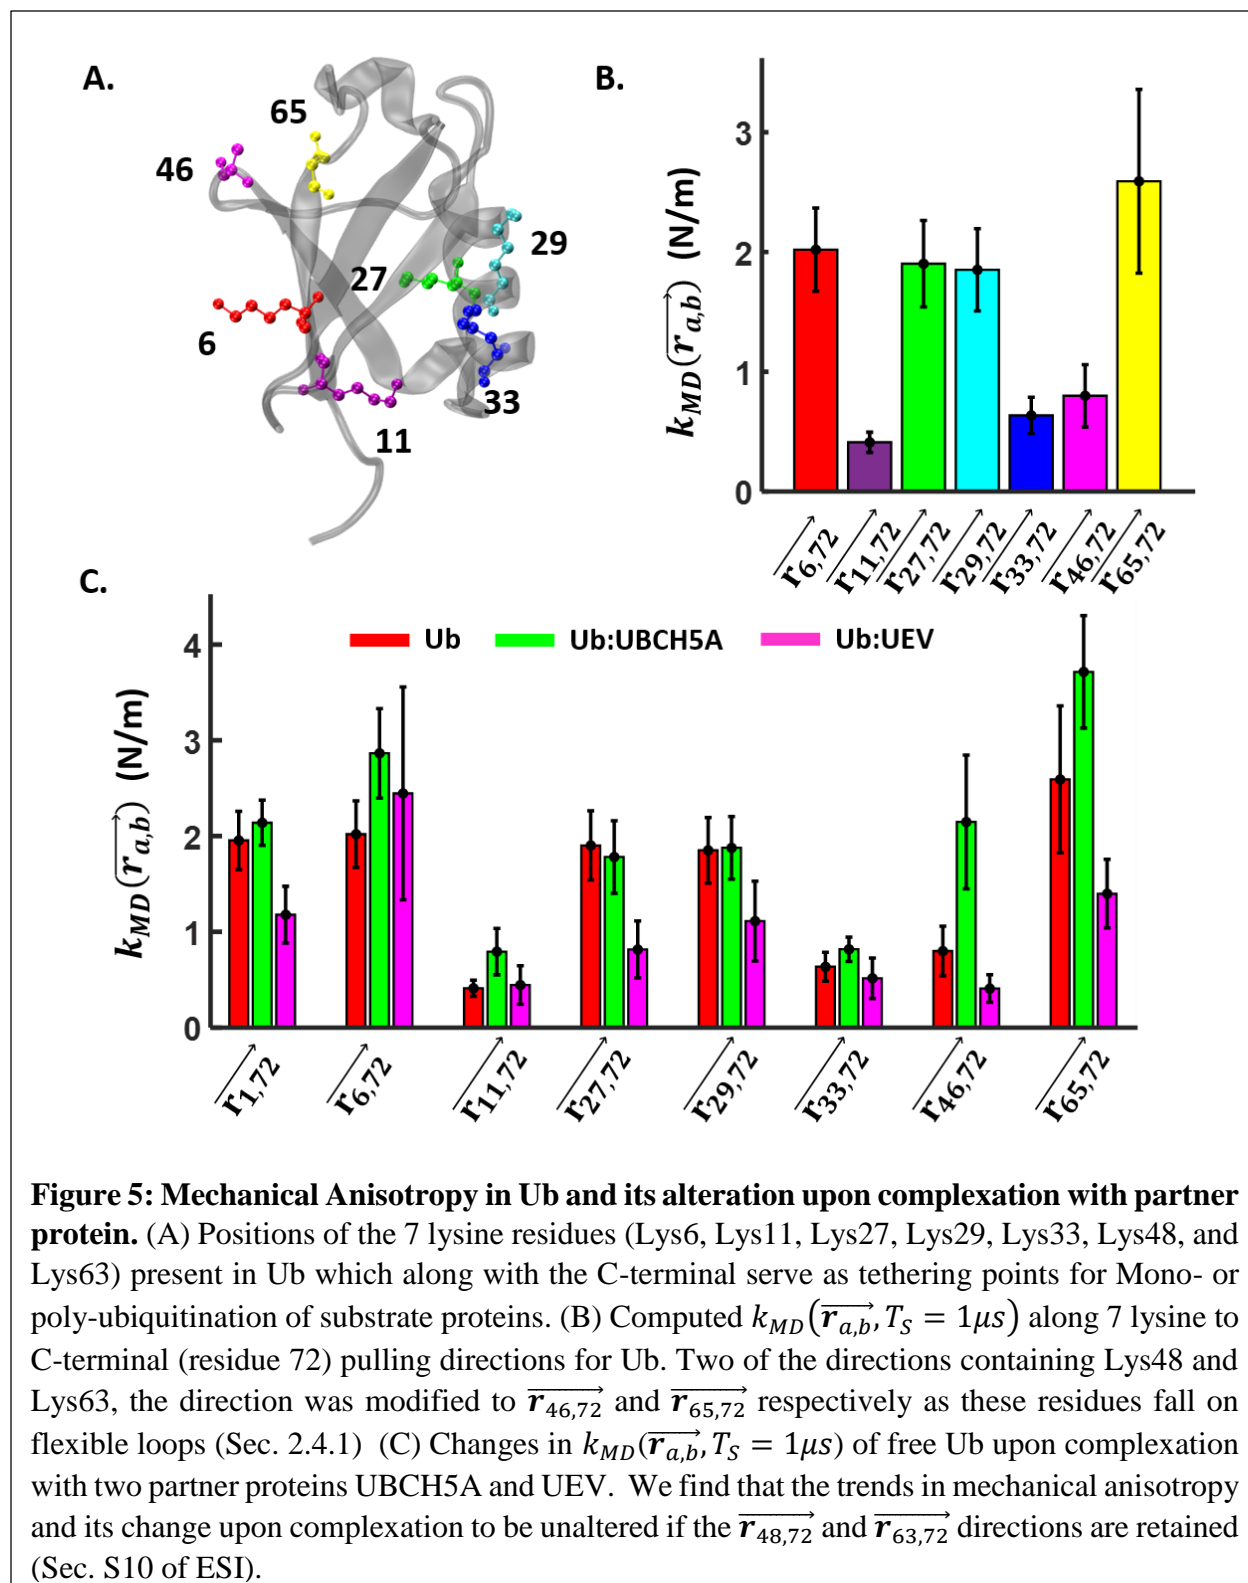 A.
65
46
29
27
6
33
11
B.
k_MD(r_a,b) (N/m)
3
2
1
0
r6,72
r11,72
r27,72
r29,72
r33,72
r46,72
r65,72
C.
Ub
Ub:UBCH5A
Ub:UEV
k_MD(r_a,b) (N/m)
4
3
2
1
0
r1,72
r6,72
r11,72
r27,72
r29,72
r33,72
r46,72
r65,72
Figure 5: Mechanical Anisotropy in Ub and its alteration upon complexation with partner
protein. (A) Positions of the 7 lysine residues (Lys6, Lys11, Lys27, Lys29, Lys33, Lys48, and
Lys63) present in Ub which along with the C-terminal serve as tethering points for Mono- or
poly-ubiquitination of substrate proteins. (B) Computed k_MD(r_a,b, T_S = 1μs) along 7 lysine to
C-terminal (residue 72) pulling directions for Ub. Two of the directions containing Lys48 and
Lys63, the direction was modified to r46,72 and r65,72 respectively as these residues fall on
flexible loops (Sec. 2.4.1) (C) Changes in k_MD(r_a,b, T_S = 1μs) of free Ub upon complexation
with two partner proteins UBCH5A and UEV. We find that the trends in mechanical anisotropy
and its change upon complexation to be unaltered if the r48,72 and r63,72 directions are retained
(Sec. S10 of ESI).